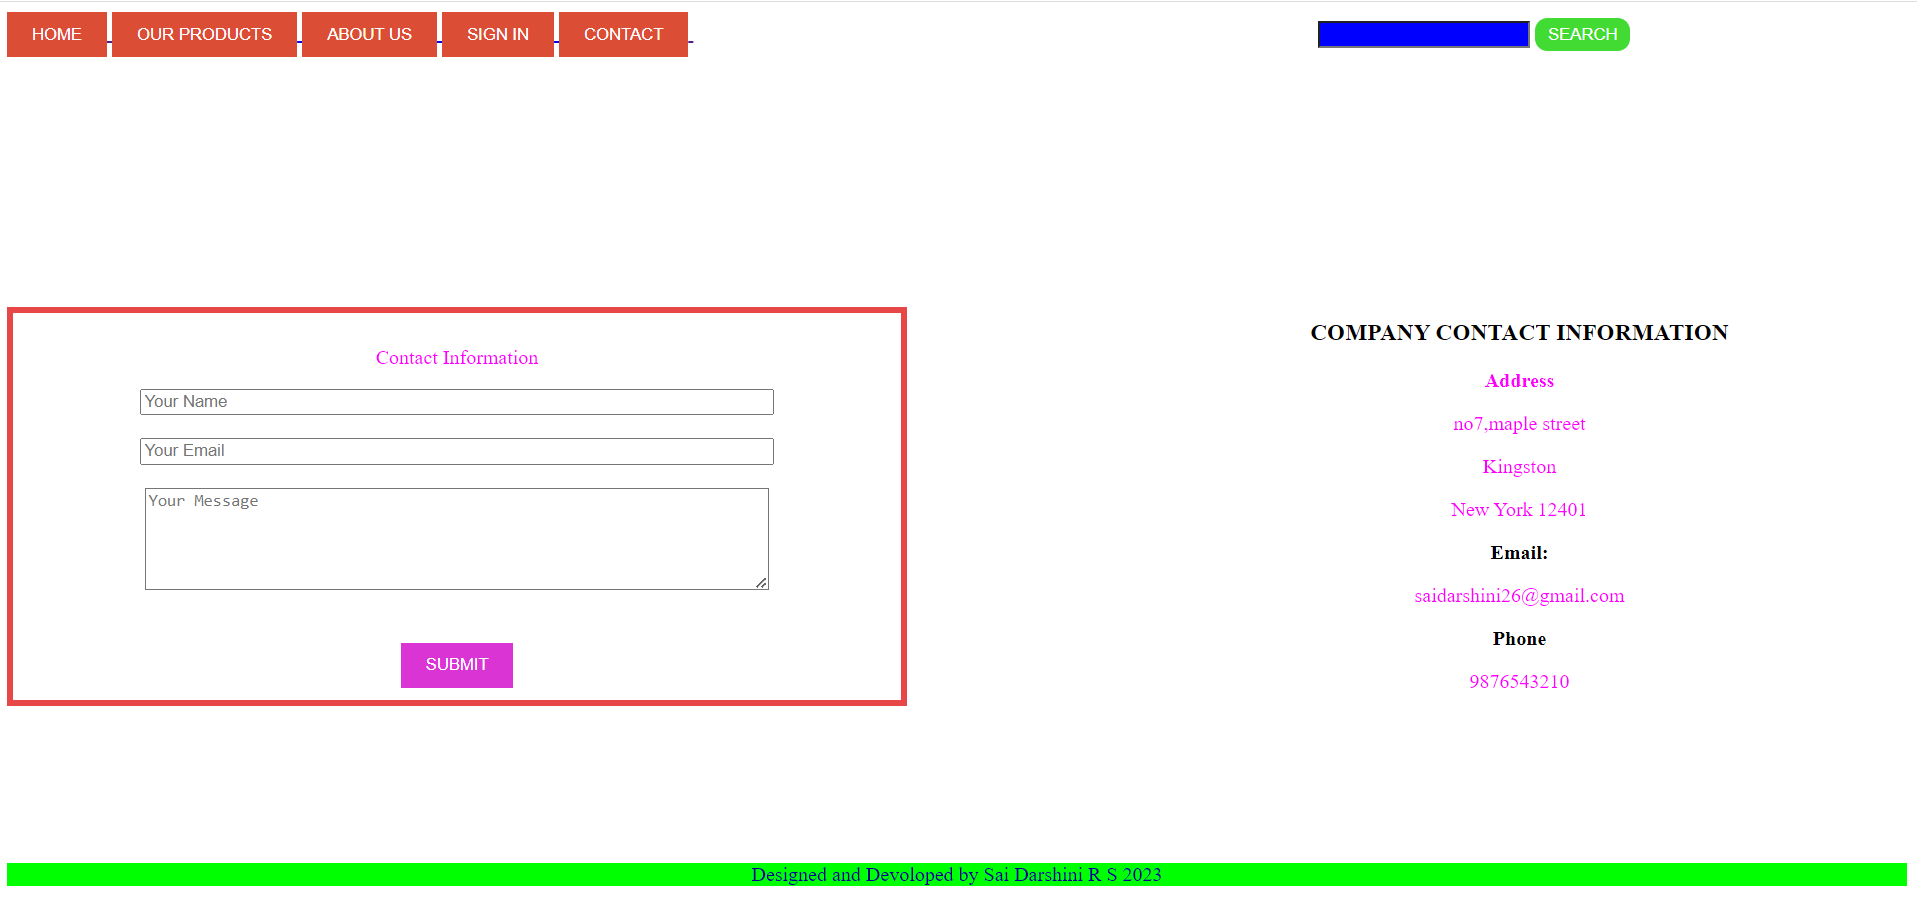 HOME OUR PRODUCTS ABOUT US SIGN IN CONTACT SEARCH
Contact Information
Your Name
Your Email
Your Message
SUBMIT
COMPANY CONTACT INFORMATION
Address
no7,maple street
Kingston
New York 12401
Email:
saidarshini26@gmail.com
Phone
9876543210
Designed and Devoloped by Sai Darshini R S 2023